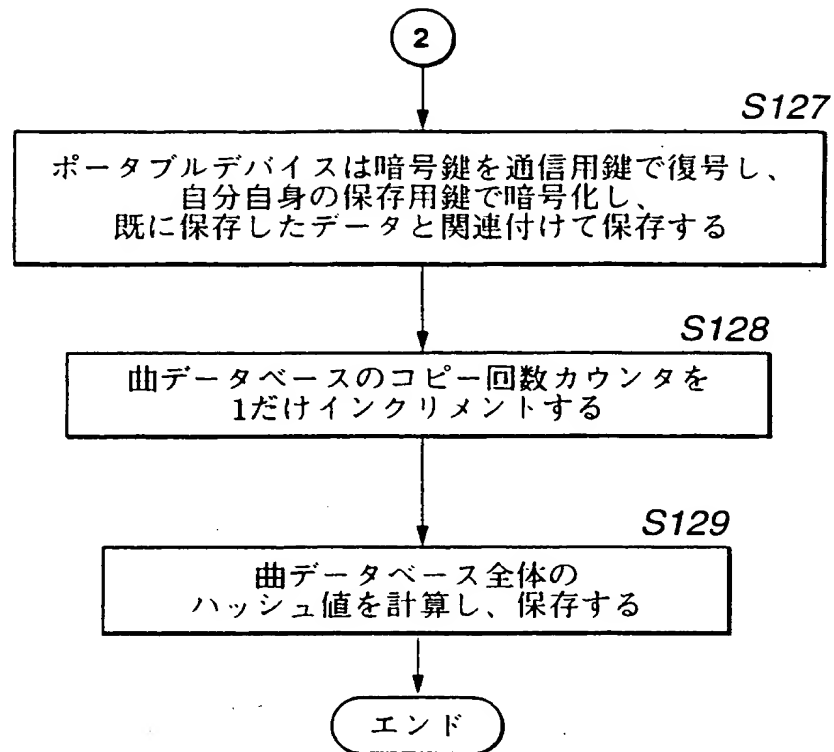 2
S127
ポータブルデバイスは暗号鍵を通信用鍵で復号し、
自分自身の保存用鍵で暗号化し、
既に保存したデータと関連付けて保存する
S128
曲データベースのコピー回数カウンタを
1だけインクリメントする
S129
曲データベース全体の
ハッシュ値を計算し、保存する
エンド